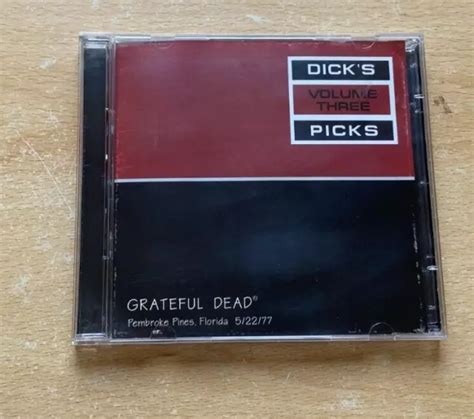 DICK'S
VOLUME
THREE
PICKS
GRATEFUL DEAD®
Pembroke Pines, Florida 5/22/77